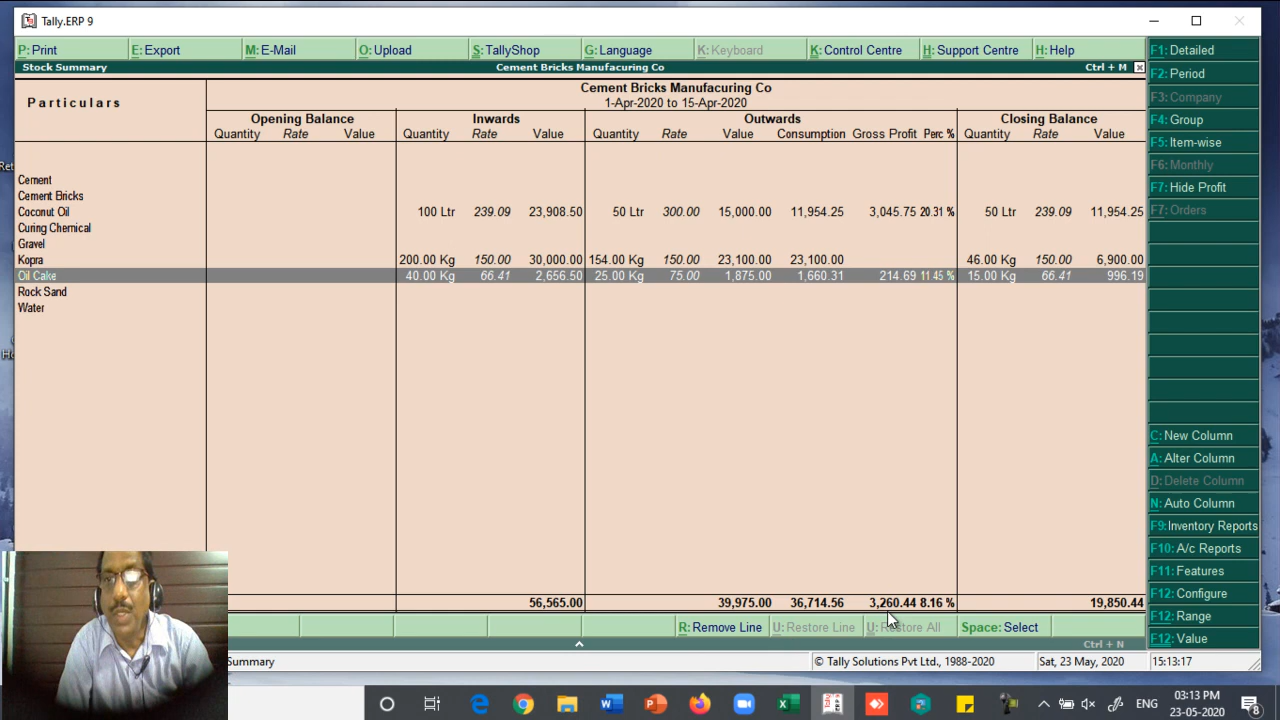 Tally.ERP 9
P: Print E: Export M: E-Mail O: Upload S: TallyShop G: Language K: Keyboard K: Control Centre H: Support Centre H: Help
Stock Summary Cement Bricks Manufacuring Co Ctrl + M
Particulars
Cement Bricks Manufacuring Co
1-Apr-2020 to 15-Apr-2020
Opening Balance Inwards Outwards Closing Balance
Quantity Rate Value Quantity Rate Value Quantity Rate Value Consumption Gross Profit Perc % Quantity Rate Value
Cement
Cement Bricks
Coconut Oil 100 Ltr 23,908.50 50 Ltr 300.00 15,000.00 11,954.25 3,045.75 20.31 % 50 Ltr 239.09 11,954.25
Curing Chemical
Gravel
Kopra 200.00 Kg 150.00 30,000.00 154.00 Kg 150.00 23,100.00 23,100.00 46.00 Kg 150.00 6,900.00
Oil Cake 40.00 Kg 66.41 2,656.50 25.00 Kg 75.00 1,875.00 1,660.31 214.69 11.45 % 15.00 Kg 66.41 996.19
Rock Sand
Water
56,565.00 39,975.00 36,714.56 3,260.44 8.16 % 19,850.44
R: Remove Line U: Restore Line U: Restore All Space: Select
Ctrl + N
Summary © Tally Solutions Pvt Ltd., 1988-2020 Sat, 23 May, 2020 15:13:17
F1: Detailed
F2: Period
F3: Company
F4: Group
F5: Item-wise
F6: Monthly
F7: Hide Profit
F7: Orders
C: New Column
A: Alter Column
D: Delete Column
N: Auto Column
F9: Inventory Reports
F10: A/c Reports
F11: Features
F12: Configure
F12: Range
F12: Value
ENG 03:13 PM
23-05-2020
8